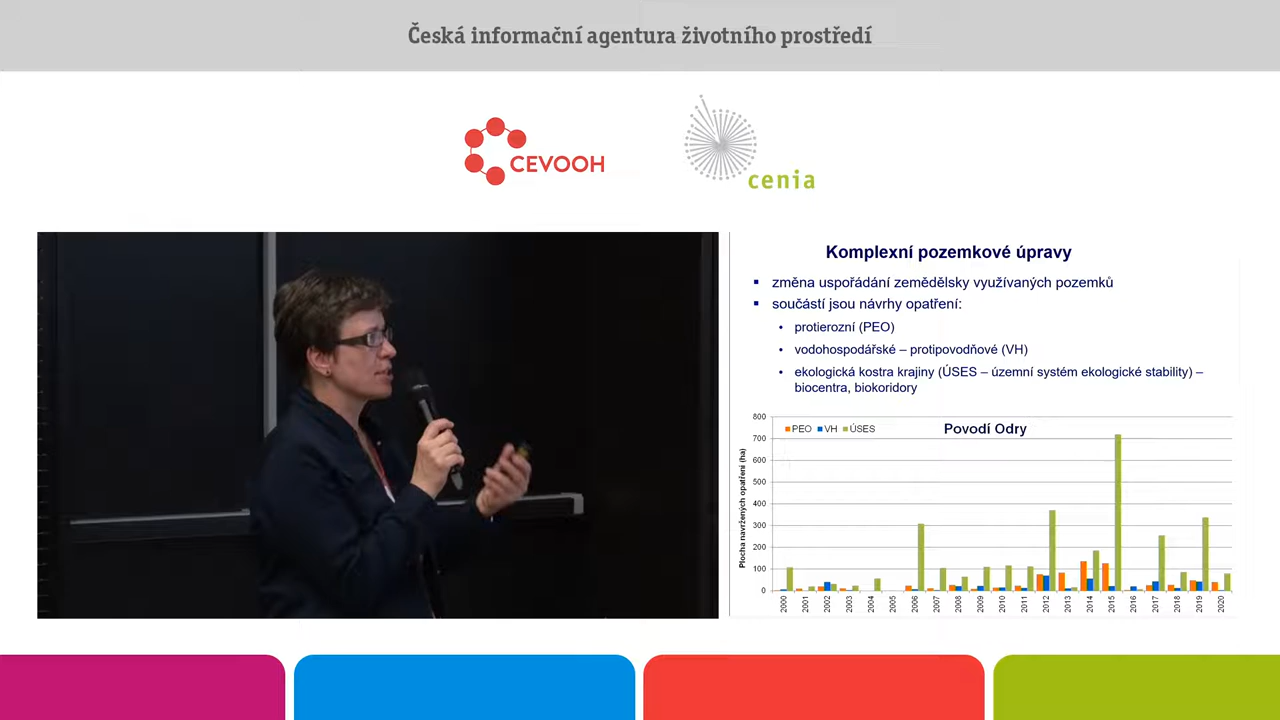 Česká informační agentura životního prostředí
CEVOOH
cenia
Komplexní pozemkové úpravy
změna uspořádání zemědělsky využívaných pozemků
součástí jsou návrhy opatření:
protierozní (PEO)
vodohospodářské – protipovodňové (VH)
ekologická kostra krajiny (ÚSES – územní systém ekologické stability) –
biocentra, biokoridory
Povodí Odry
PEO VH ÚSES
Plocha navržených opatření (ha)
800
700
600
500
400
300
200
100
0
2000 2001 2002 2003 2004 2005 2006 2007 2008 2009 2010 2011 2012 2013 2014 2015 2016 2017 2018 2019 2020